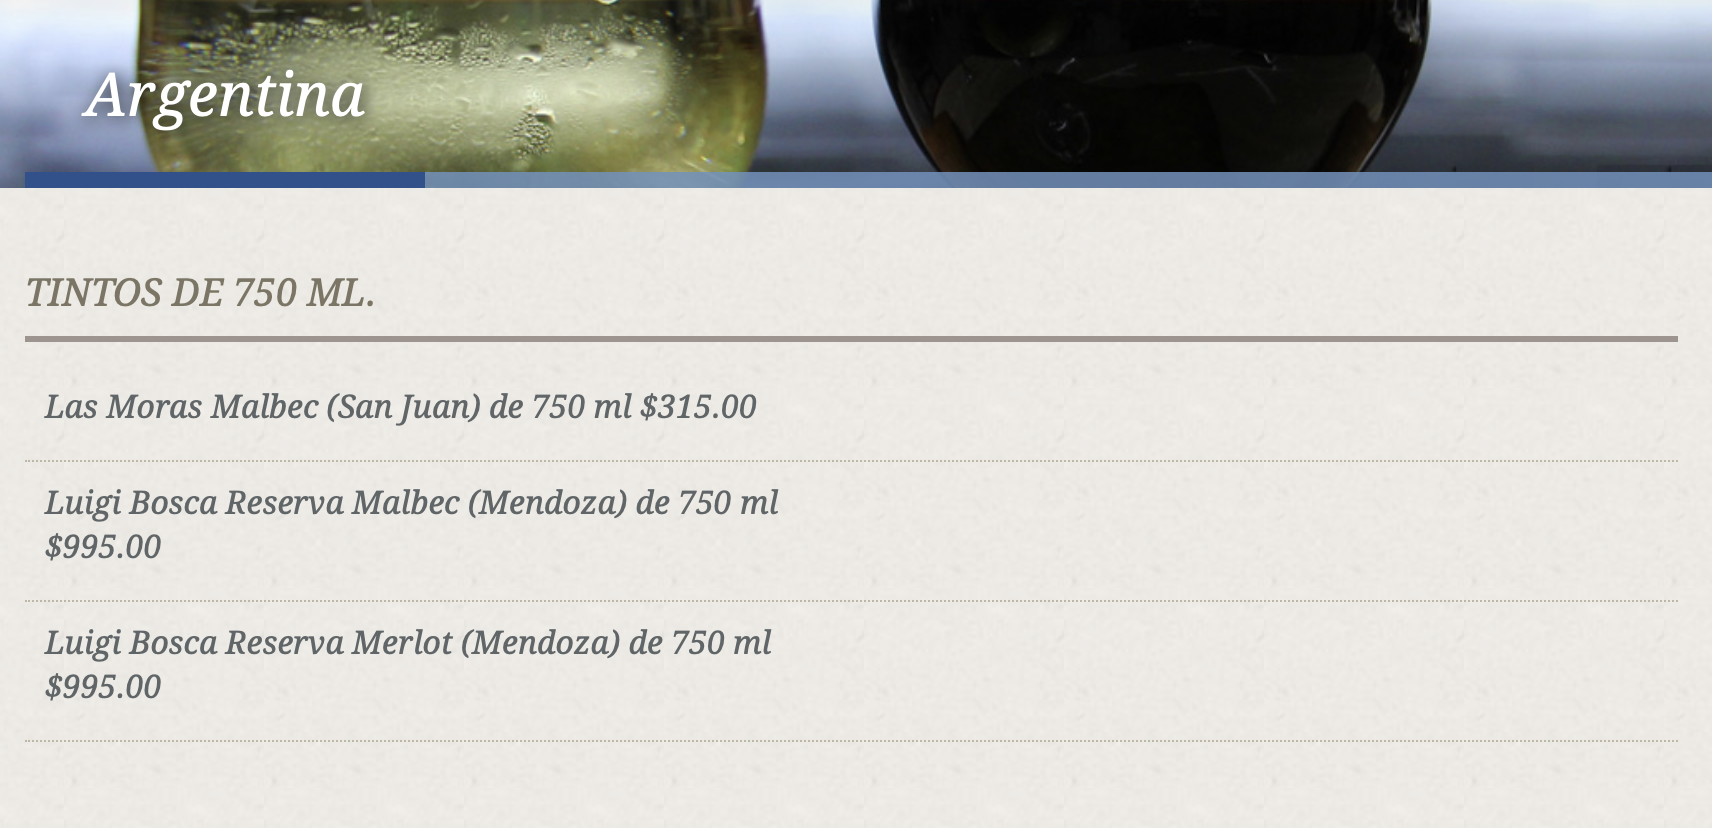 Argentina
TINTOS DE 750 ML.
Las Moras Malbec (San Juan) de 750 ml $315.00
Luigi Bosca Reserva Malbec (Mendoza) de 750 ml
$995.00
Luigi Bosca Reserva Merlot (Mendoza) de 750 ml
$995.00